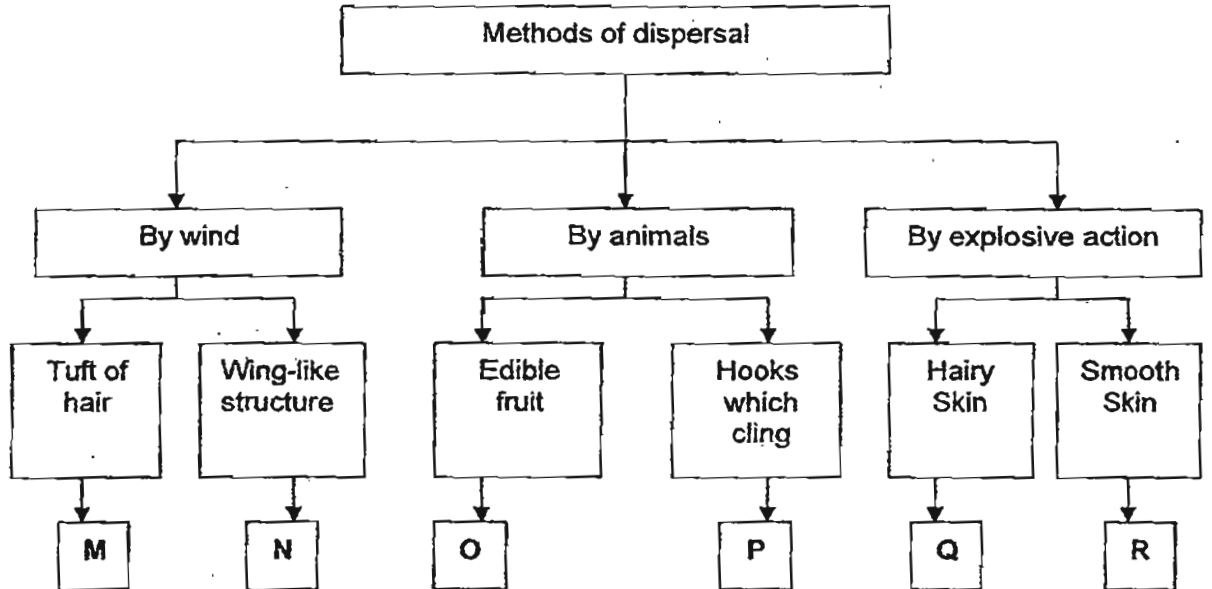 Methods of dispersal
By wind
By animals
By explosive action
Tuft of
hair
Wing-like
structure
Edible
fruit
Hooks
which
cling
Hairy
Skin
Smooth
Skin
M
N
O
P
Q
R